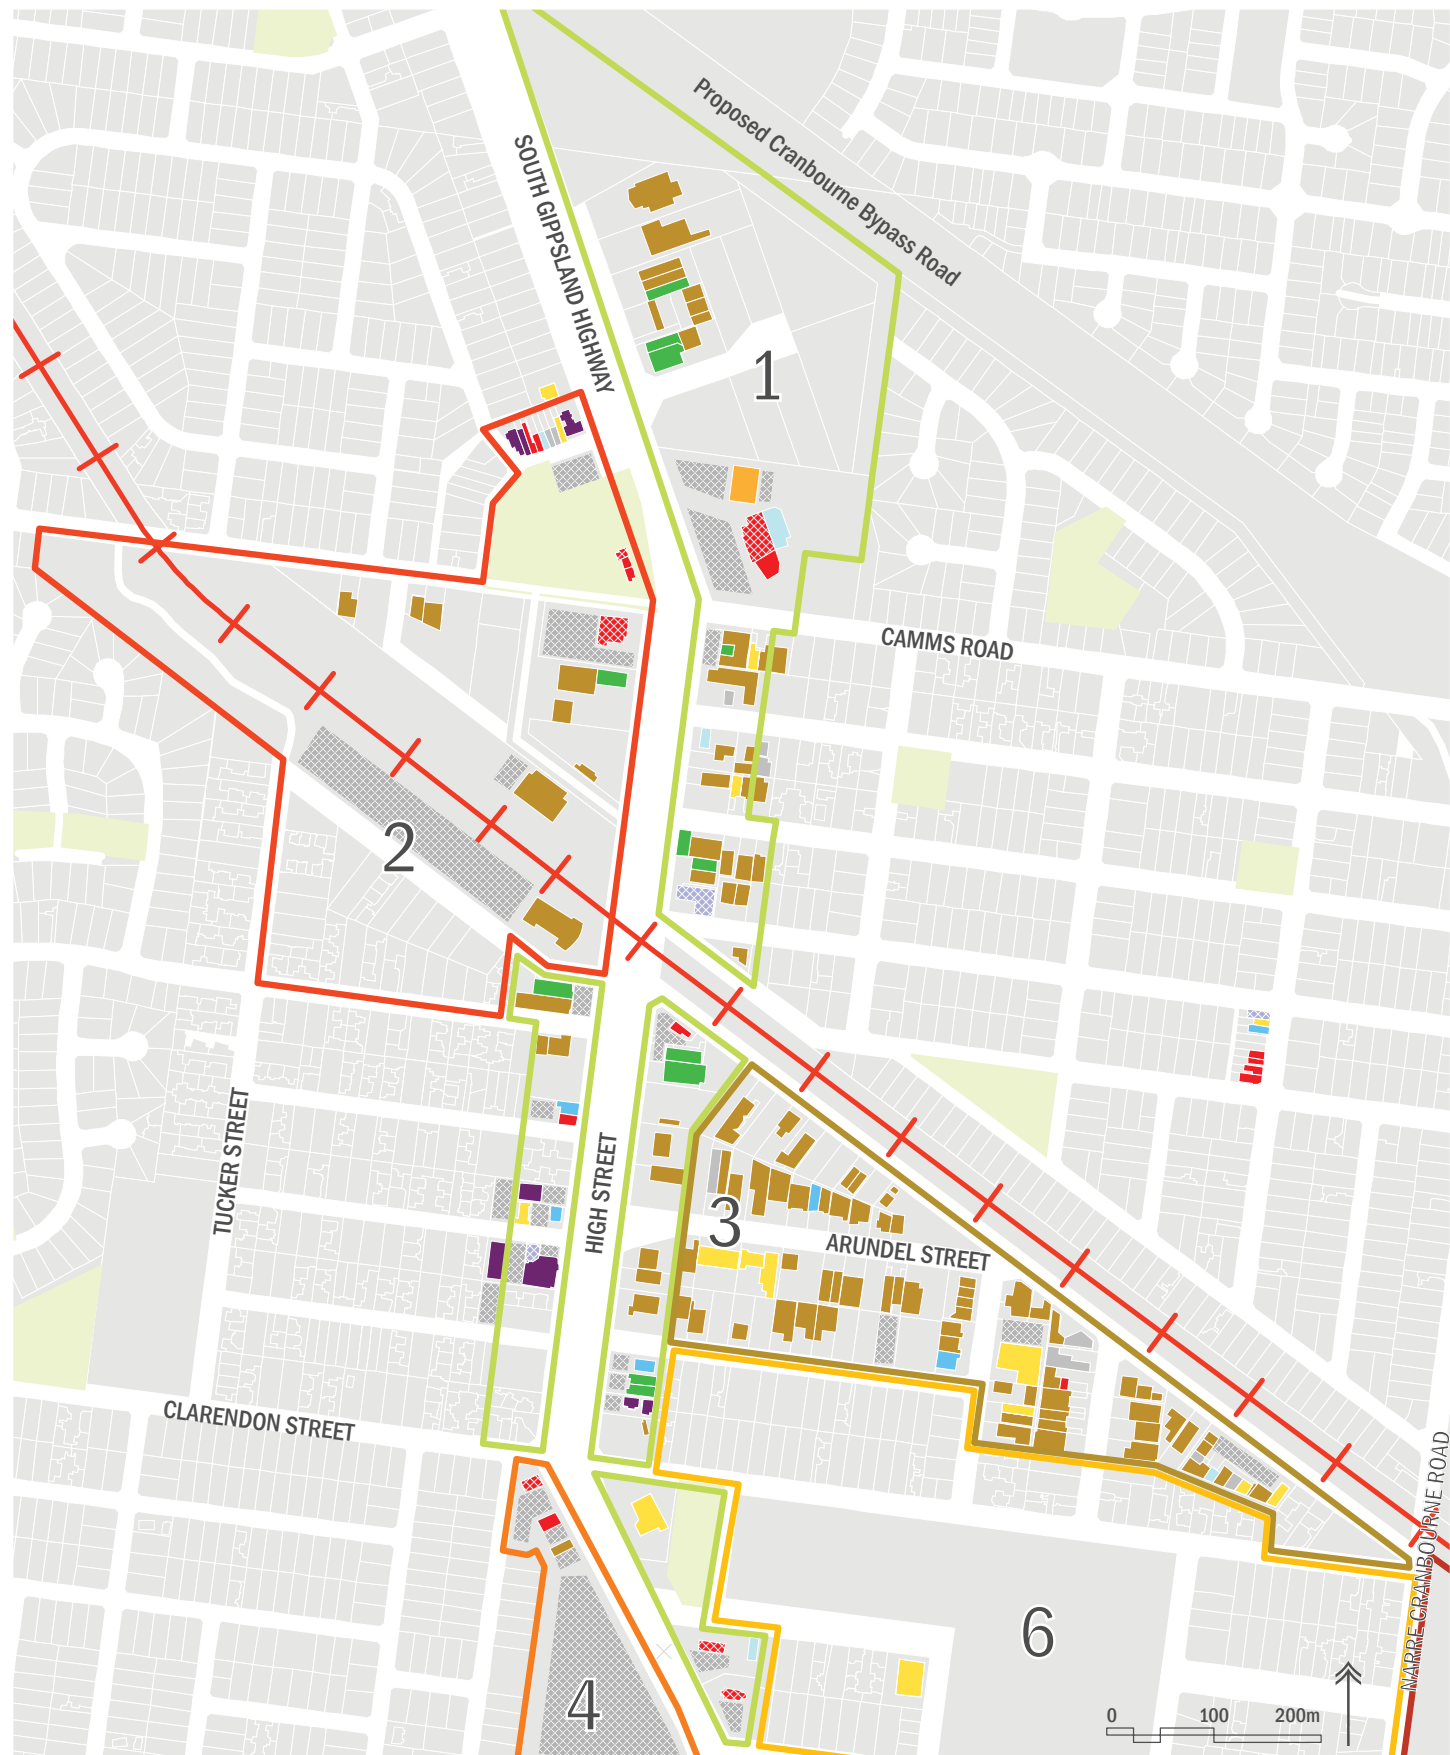 Proposed Cranbourne Bypass Road
SOUTH GIPPSLAND HIGHWAY
1
CAMMS ROAD
2
TUCKER STREET
HIGH STREET
3
ARUNDEL STREET
CLARENDON STREET
NARRE CRANBOURNE ROAD
6
4
0 100 200m